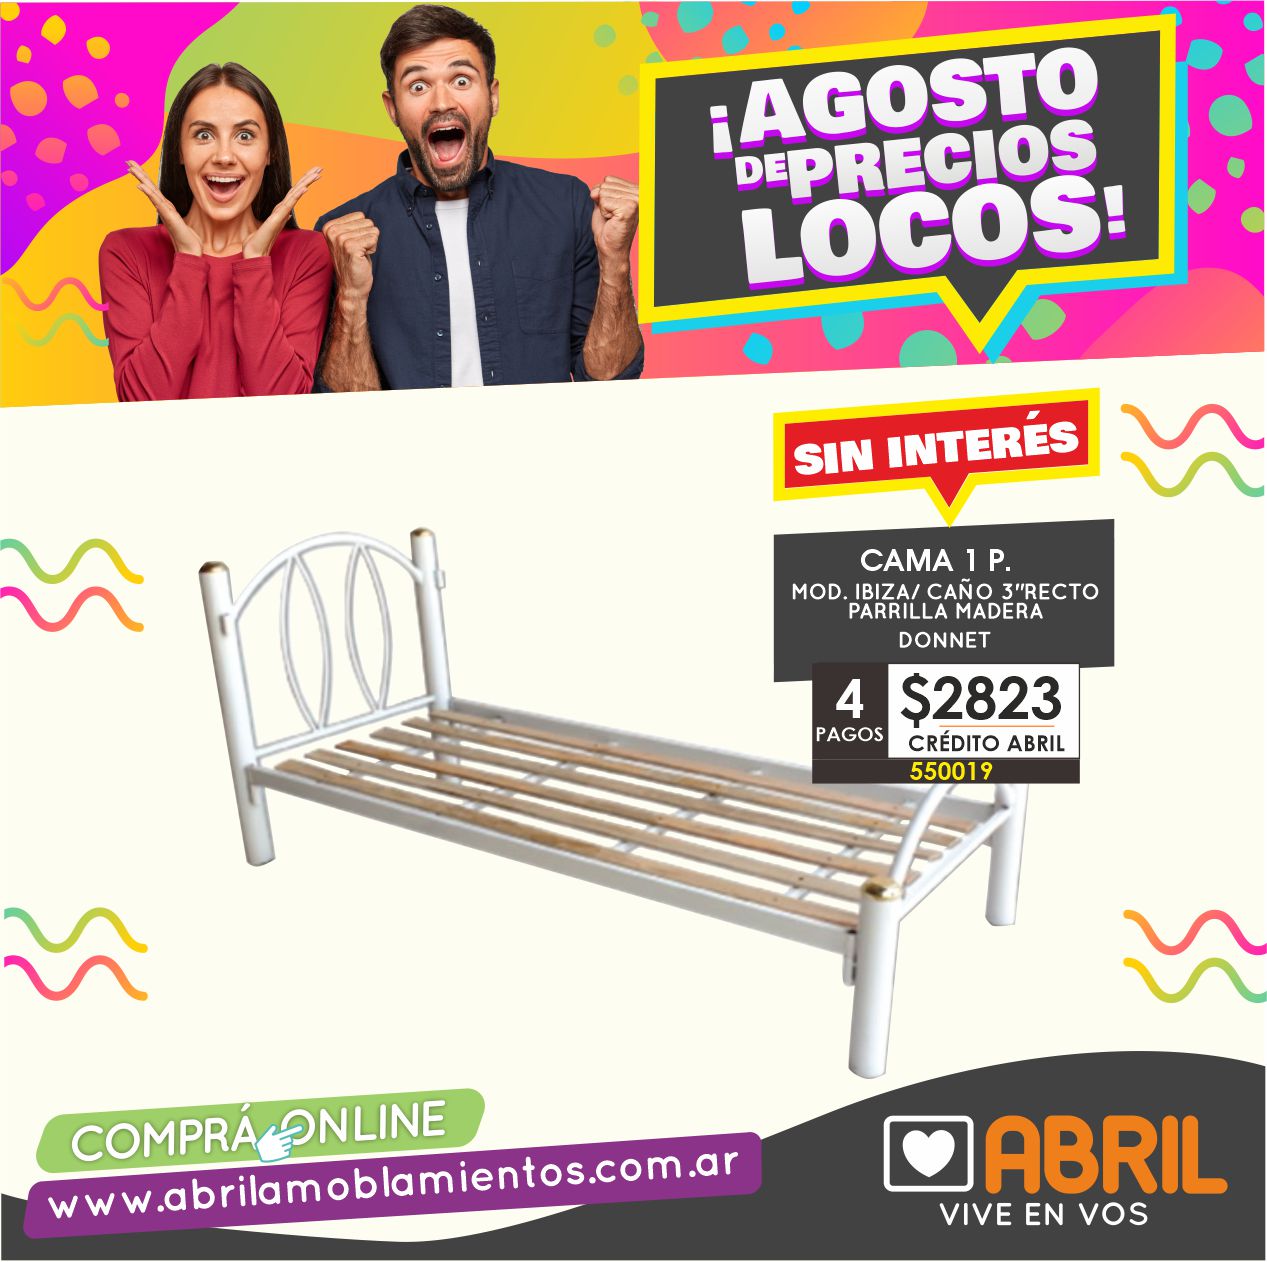 ¡AGOSTO
DE PRECIOS
LOCOS!
SIN INTERÉS
CAMA 1 P.
MOD. IBIZA/ CAÑO 3"RECTO
PARRILLA MADERA
DONNET
4
PAGOS
$2823
CRÉDITO ABRIL
550019
COMPRÁ ONLINE
www.abrilamoblamientos.com.ar
ABRIL
VIVE EN VOS